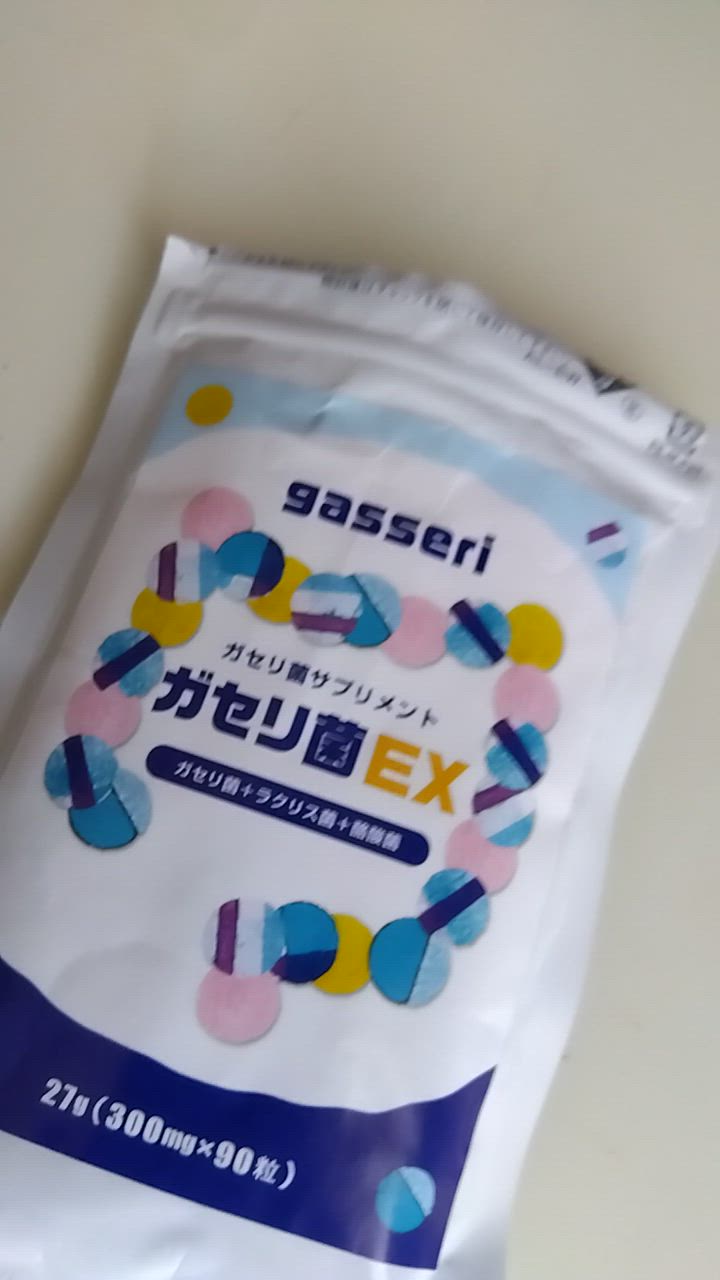 gasseri
ガセリ菌サプリメント
ガセリ菌EX
ガセリ菌+ラクリス菌+酪酸菌
27g(300mg×90粒)